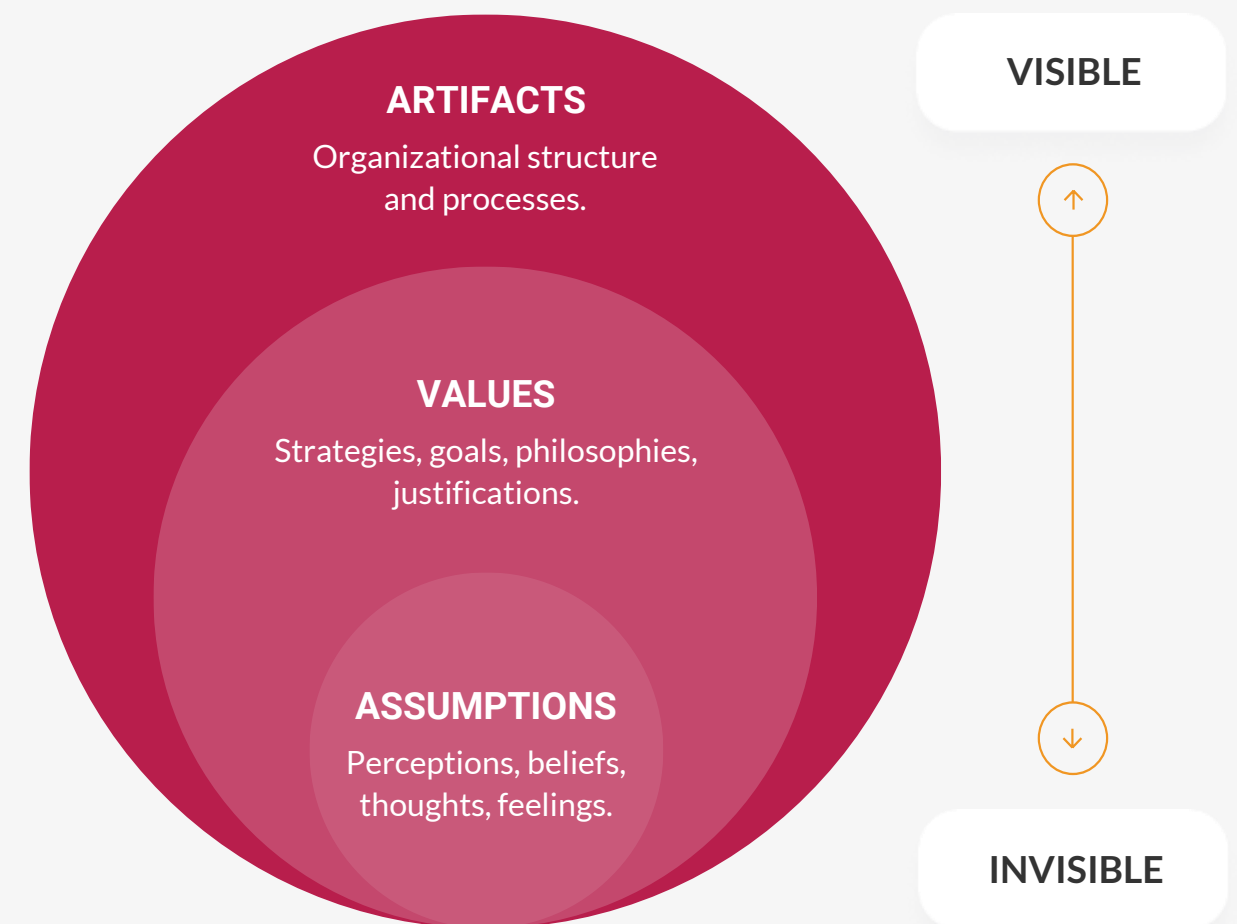 ARTIFACTS
Organizational structure
and processes.
VISIBLE
VALUES
Strategies, goals, philosophies,
justifications.
ASSUMPTIONS
Perceptions, beliefs,
thoughts, feelings.
INVISIBLE